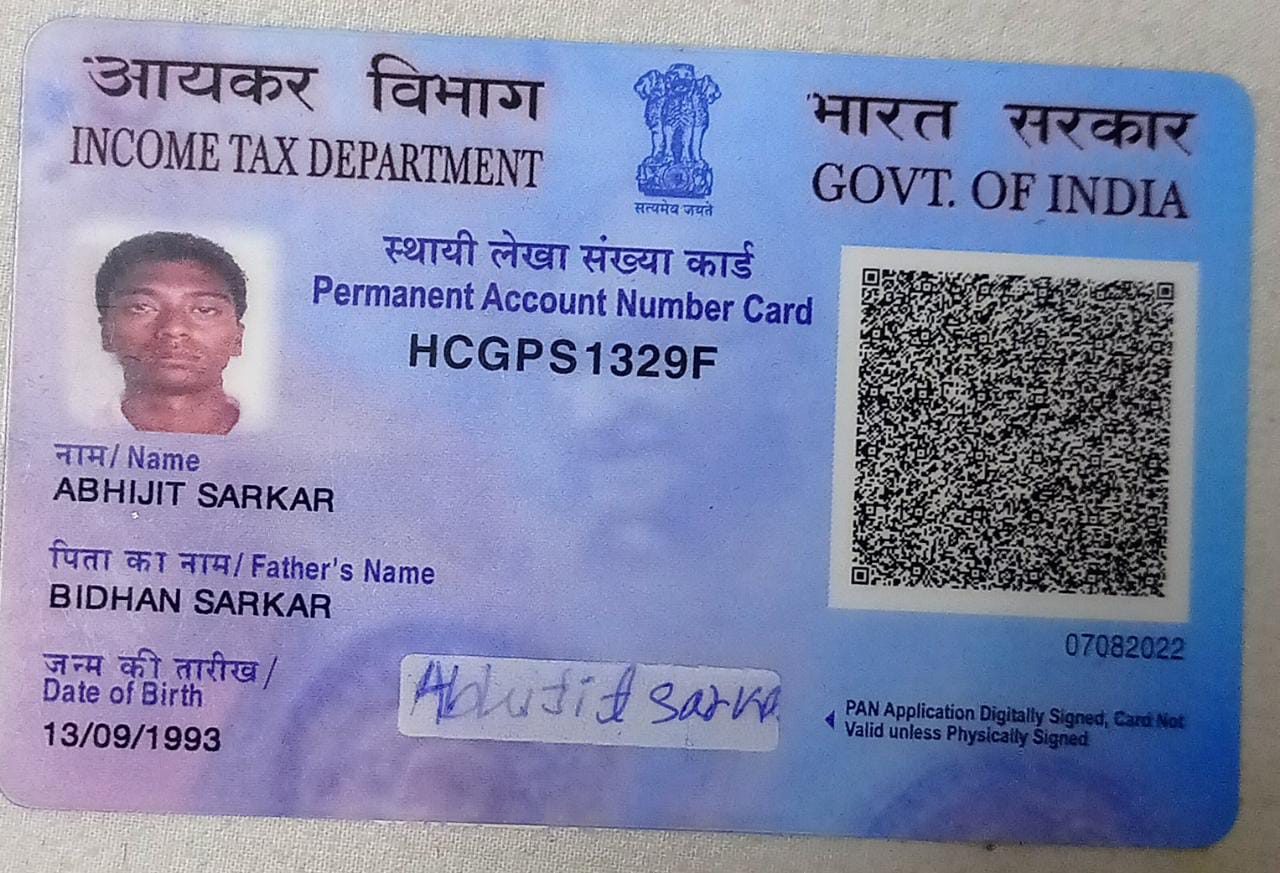 आयकर विभाग
INCOME TAX DEPARTMENT
सत्यमेव जयते
भारत सरकार
GOVT. OF INDIA
स्थायी लेखा संख्या कार्ड
Permanent Account Number Card
HCGPS1329F
नाम/ Name
ABHIJIT SARKAR
पिता का नाम/ Father's Name
BIDHAN SARKAR
जन्म की तारीख/
Date of Birth
13/09/1993
Abhijit Sarka
07082022
PAN Application Digitally Signed, Card Not
Valid unless Physically Signed